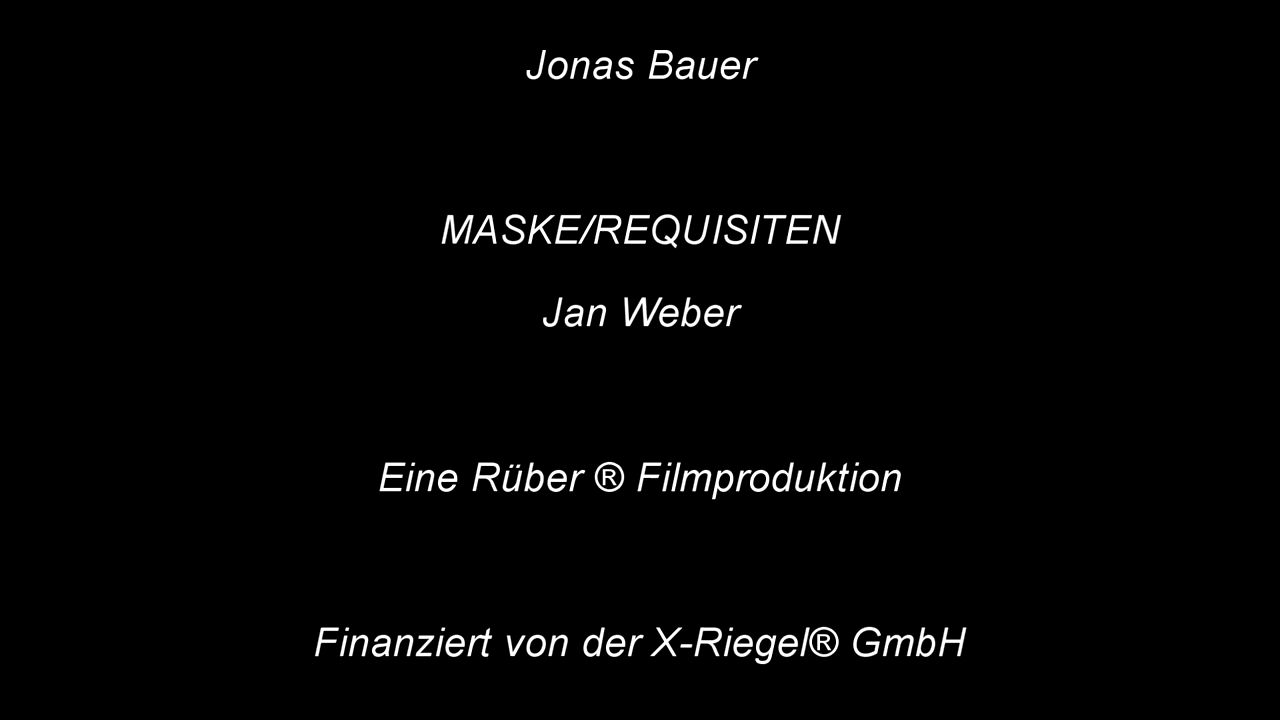 Jonas Bauer
MASKE/REQUISITEN
Jan Weber
Eine Rüber ® Filmproduktion
Finanziert von der X-Riegel® GmbH